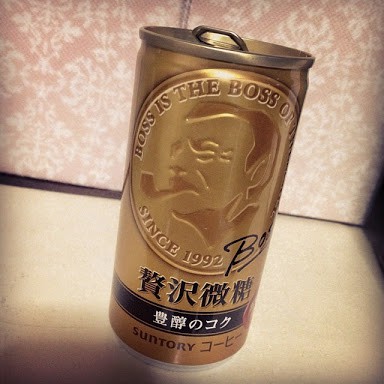 BOSS IS THE BOSS OF
SINCE 1992
贅沢微糖
豊醇のコク
SUNTORY コーヒー